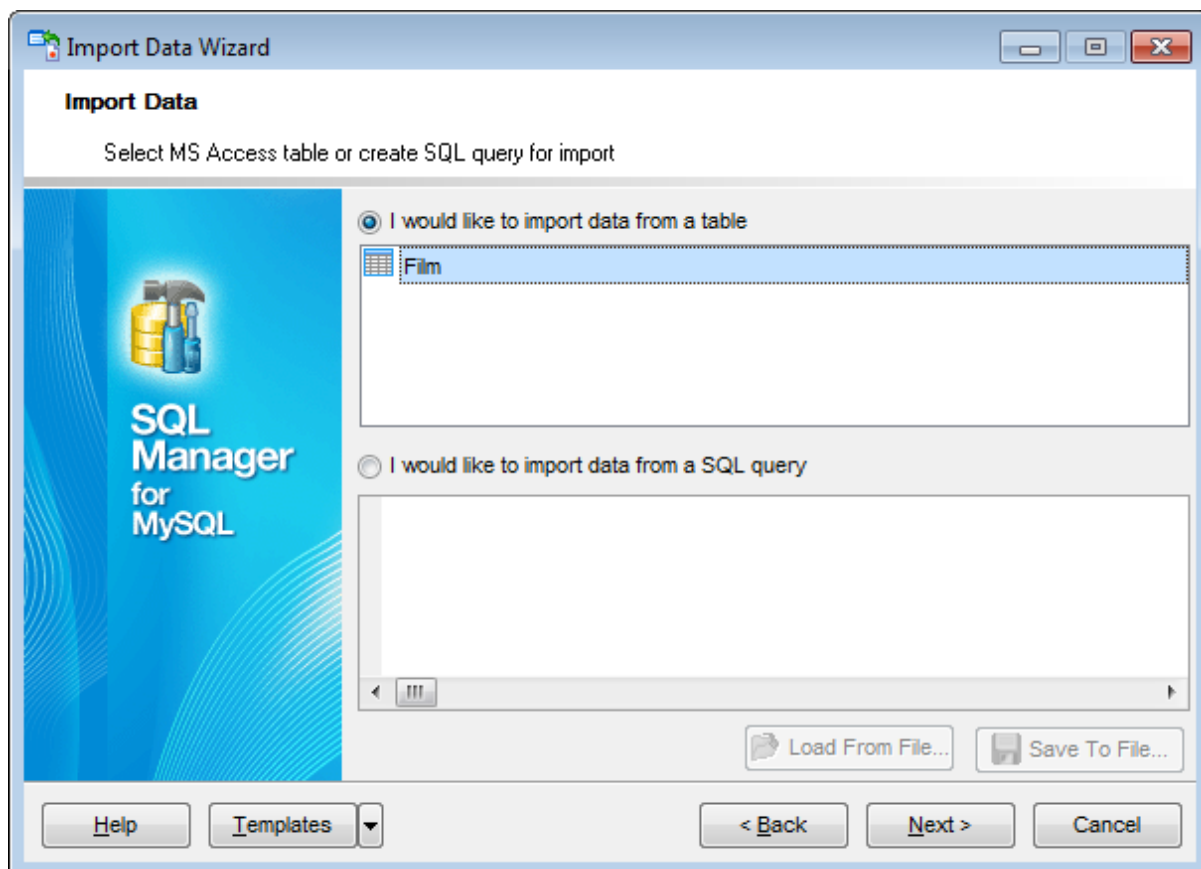 Import Data Wizard
Import Data
Select MS Access table or create SQL query for import
I would like to import data from a table
Film
SQL
Manager
for
MySQL
I would like to import data from a SQL query
Load From File...
Save To File...
Help
Templates
< Back
Next >
Cancel